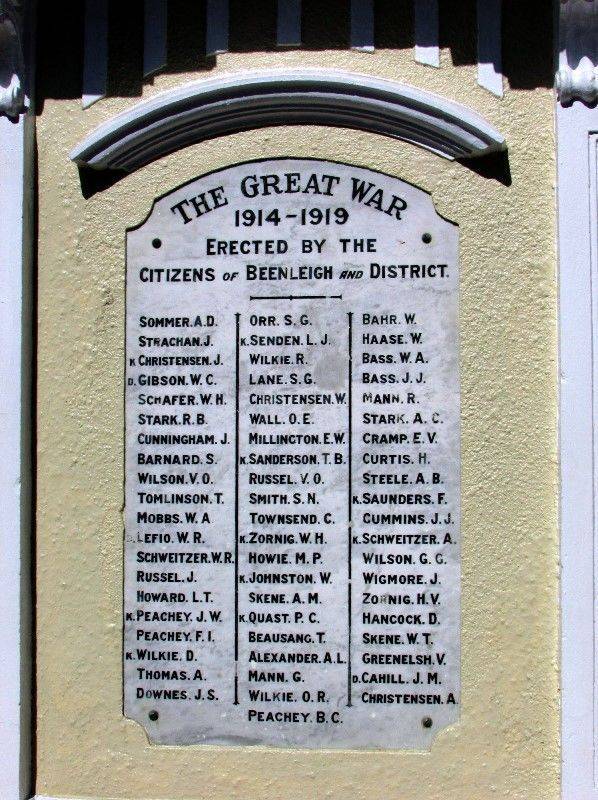 THE GREAT WAR
1914-1919
ERECTED BY THE
CITIZENS OF BEENLEIGH AND DISTRICT.
SOMMER. A.D.
STRACHAN. J.
K. CHRISTENSEN. J.
D. GIBSON. W. C.
SCHAFER. W. H.
STARK. R. B.
CUNNINGHAM. J.
BARNARD. S.
WILSON. V. O.
TOMLINSON. T.
MOBBS. W. A
LEFIO. W. R.
SCHWEITZER. W. R.
RUSSEL. J.
HOWARD. L. T.
K. PEACHEY. J. W.
PEACHEY. F. I.
K. WILKIE. D.
THOMAS. A.
DOWNES. J. S.
ORR. S. G.
K. SENDEN. L. J.
WILKIE. R.
LANE. S. G.
CHRISTENSEN. W.
WALL. O. E.
MILLINGTON. E. W.
K. SANDERSON. T. B.
RUSSEL. V. O.
SMITH. S. N.
TOWNSEND. C.
K. ZORNIG. W. H.
HOWIE. M. P.
K. JOHNSTON. W.
SKENE. A. M.
K. QUAST. P. C.
BEAUSANG. T.
ALEXANDER. A. L.
MANN. G.
WILKIE. O. R.
PEACHEY. B. C.
BAHR. W.
HAASE. W.
BASS. W. A.
BASS. J. J.
MANN. R.
STARK. A. C.
CRAMP. E. V.
CURTIS. H.
STEELE. A. B.
K. SAUNDERS. F.
CUMMINS. J. J.
K. SCHWEITZER. A.
WILSON. G. G.
WIGMORE. J.
ZORNIG. H. V.
HANCOCK. D.
SKENE. W. T.
GREENELSH. V.
D. CAHILL. J. M.
CHRISTENSEN. A.